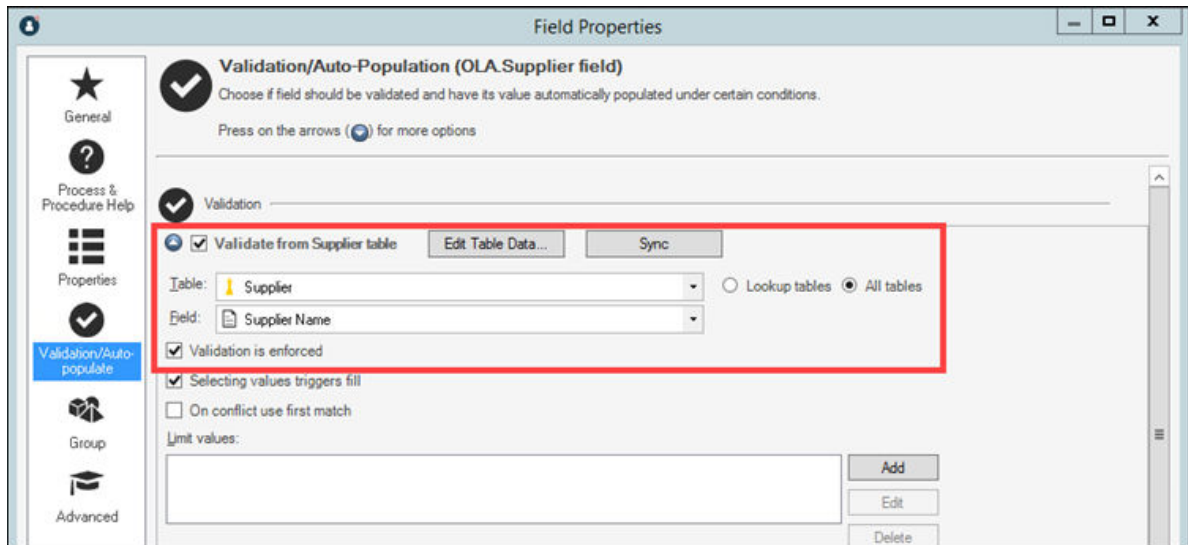 Field Properties
General
Process &
Procedure Help
Properties
Validation/Auto-
populate
Group
Advanced
Validation/Auto-Population (OLA.Supplier field)
Choose if field should be validated and have its value automatically populated under certain conditions.
Press on the arrows () for more options
Validation
Validate from Supplier table Edit Table Data... Sync
Table: Supplier Lookup tables All tables
Field: Supplier Name
Validation is enforced
Selecting values triggers fill
On conflict use first match
Limit values:
Add
Edit
Delete